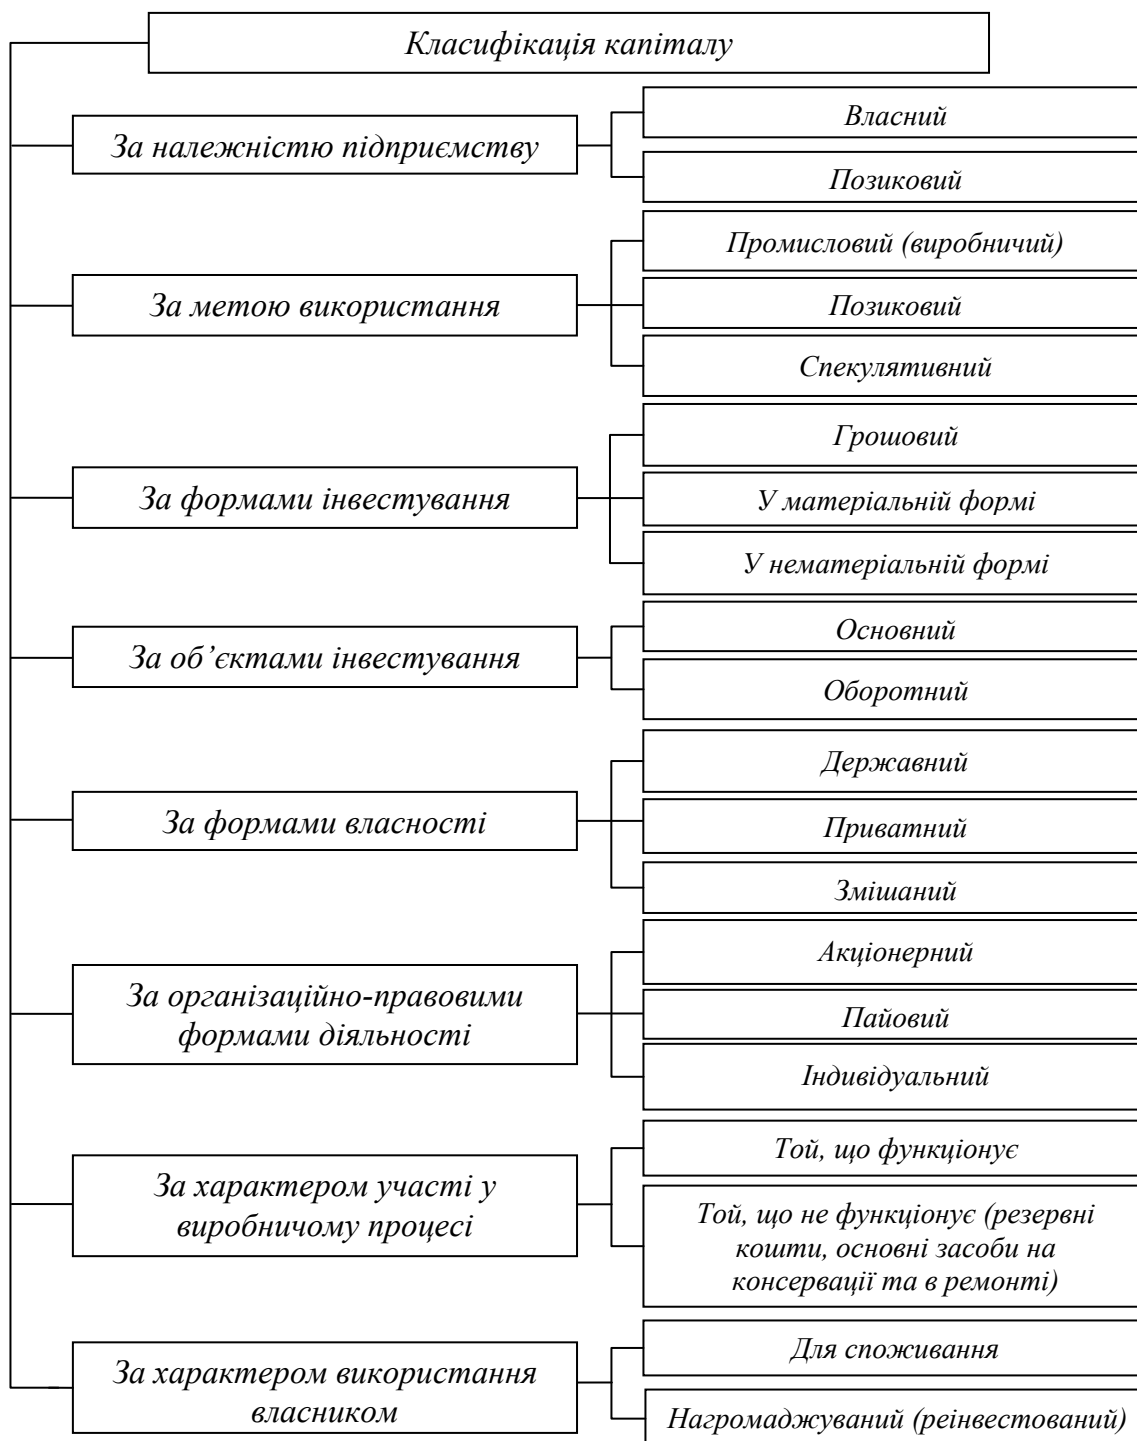 Класифікація капіталу
За належністю підприємству
Власний
Позиковий
За метою використання
Промисловий (виробничий)
Позиковий
Спекулятивний
За формами інвестування
Грошовий
У матеріальній формі
У нематеріальній формі
За об’єктами інвестування
Основний
Оборотний
За формами власності
Державний
Приватний
Змішаний
За організаційно-правовими
формами діяльності
Акціонерний
Пайовий
Індивідуальний
За характером участі у
виробничому процесі
Той, що функціонує
Той, що не функціонує (резервні
кошти, основні засоби на
консервації та в ремонті)
За характером використання
власником
Для споживання
Нагромаджуваний (реінвестований)